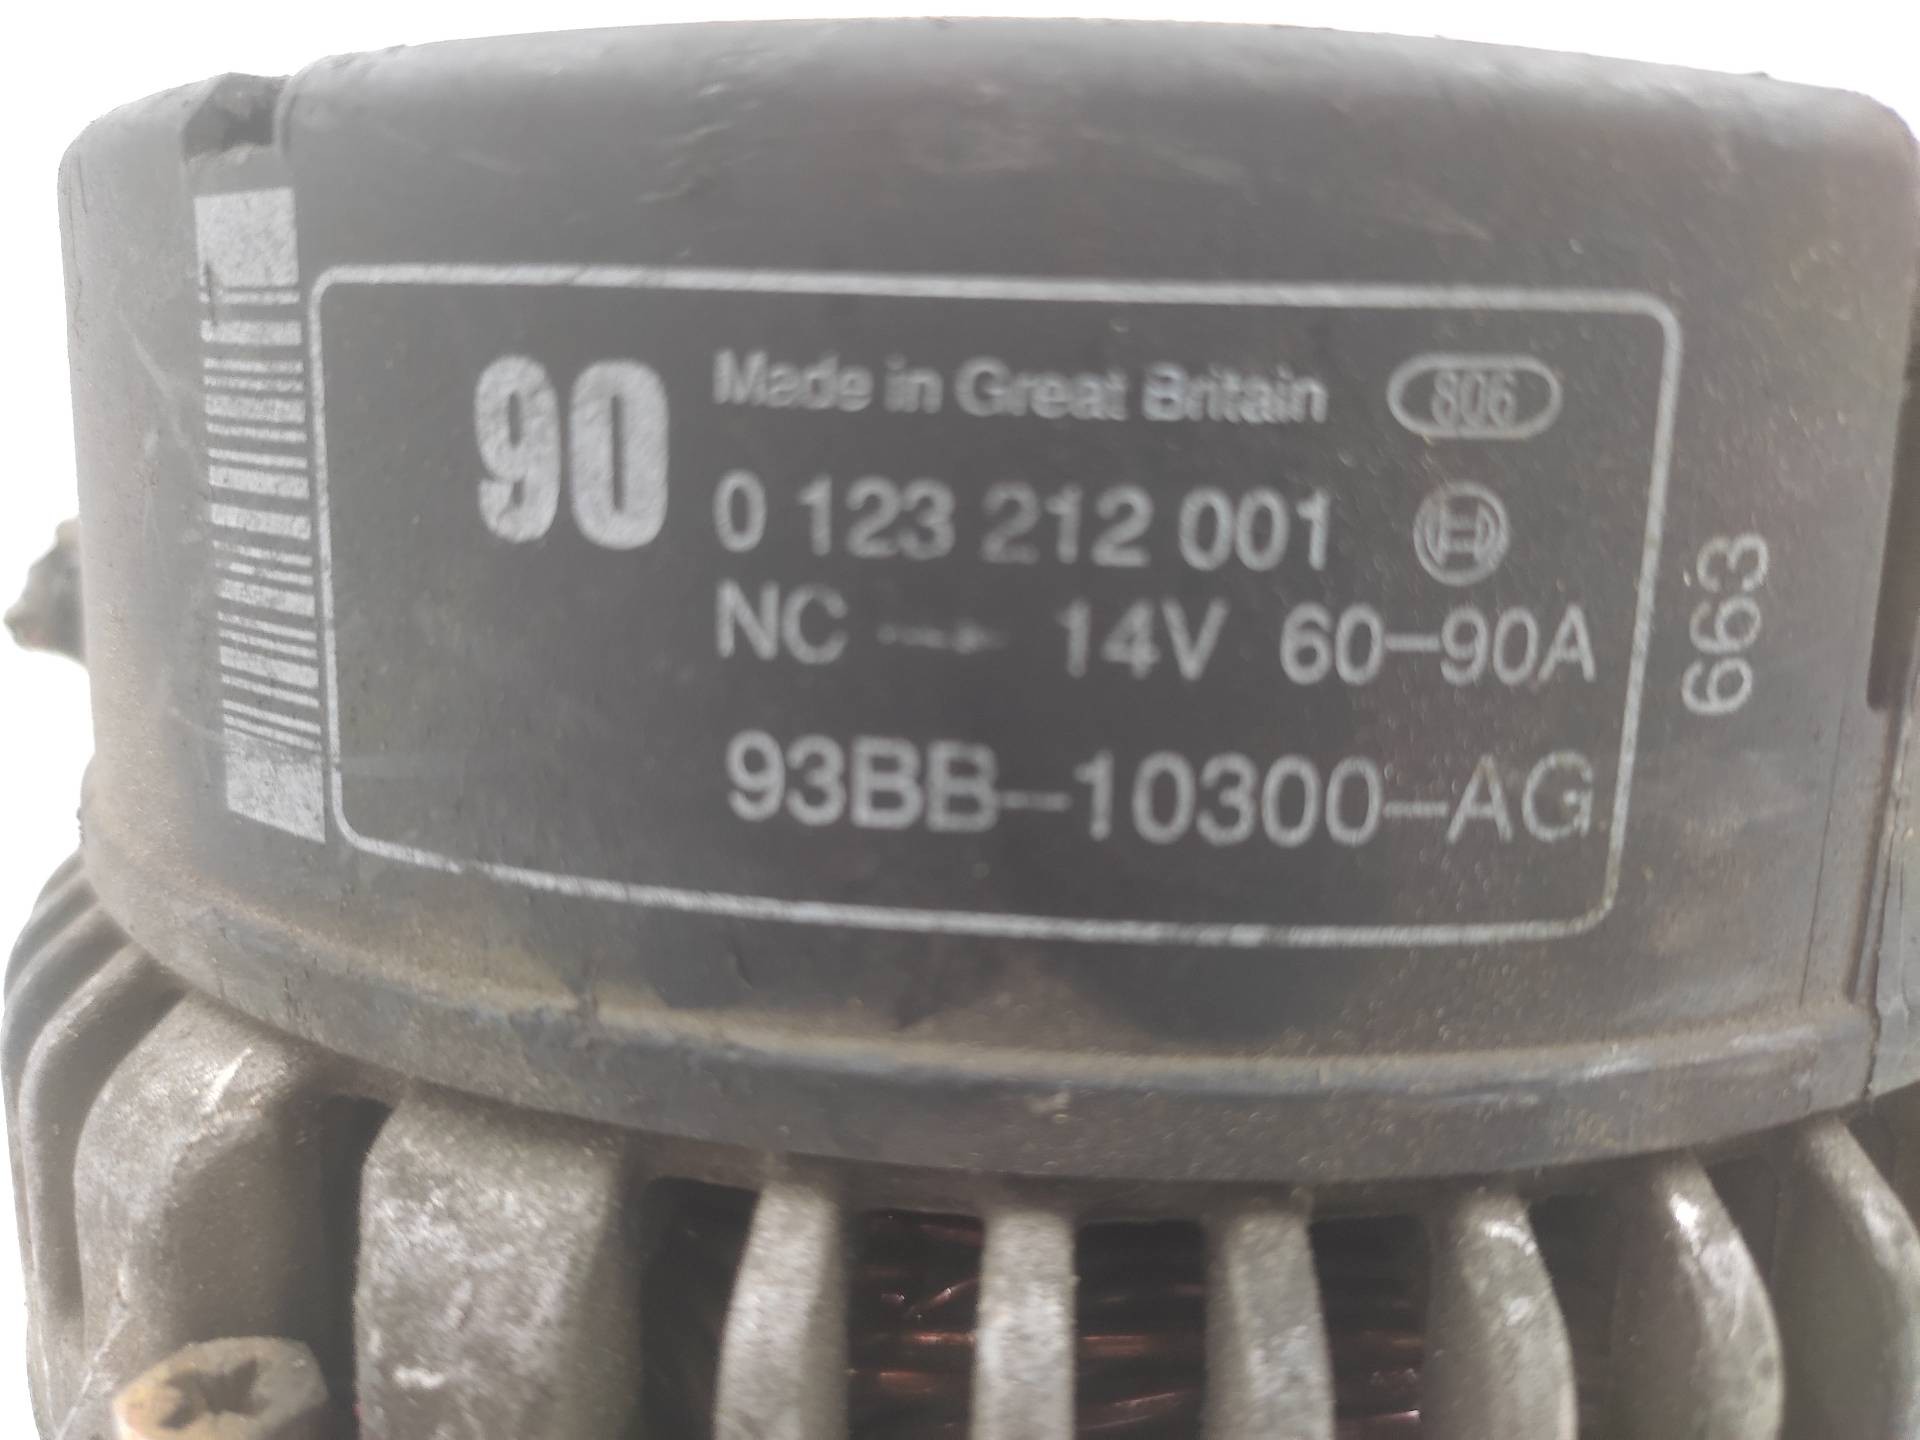 90
Made in Great Britain 806
0 123 212 001
NC → 14V 60-90A
93BB-10300-AG
663